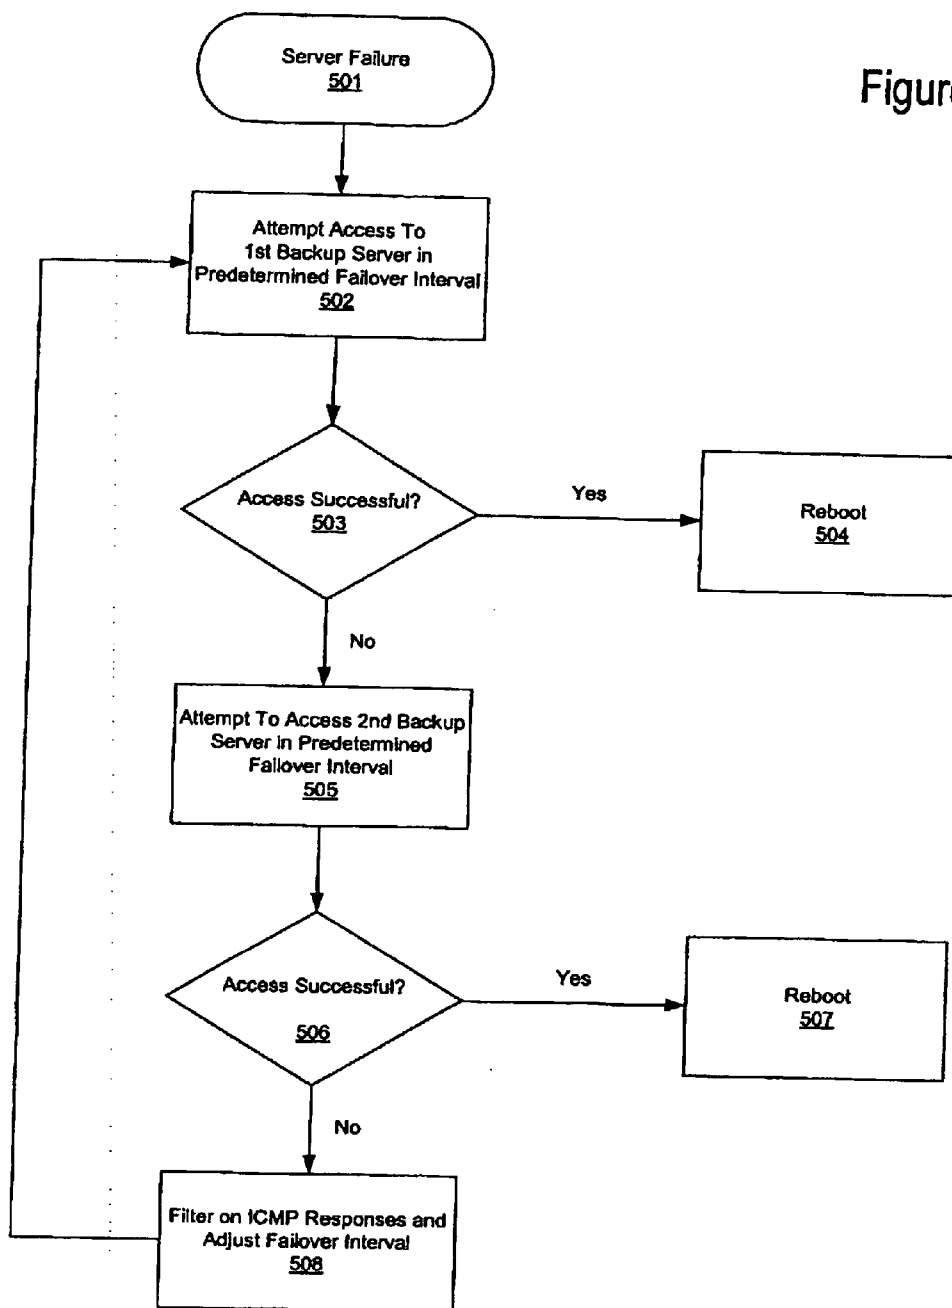 Server Failure
501
Figure
Attempt Access To
1st Backup Server in
Predetermined Failover Interval
502
Access Successful?
503
Yes
Reboot
504
No
Attempt To Access 2nd Backup
Server in Predetermined
Failover Interval
505
Access Successful?
506
Yes
Reboot
507
No
Filter on ICMP Responses and
Adjust Failover Interval
508